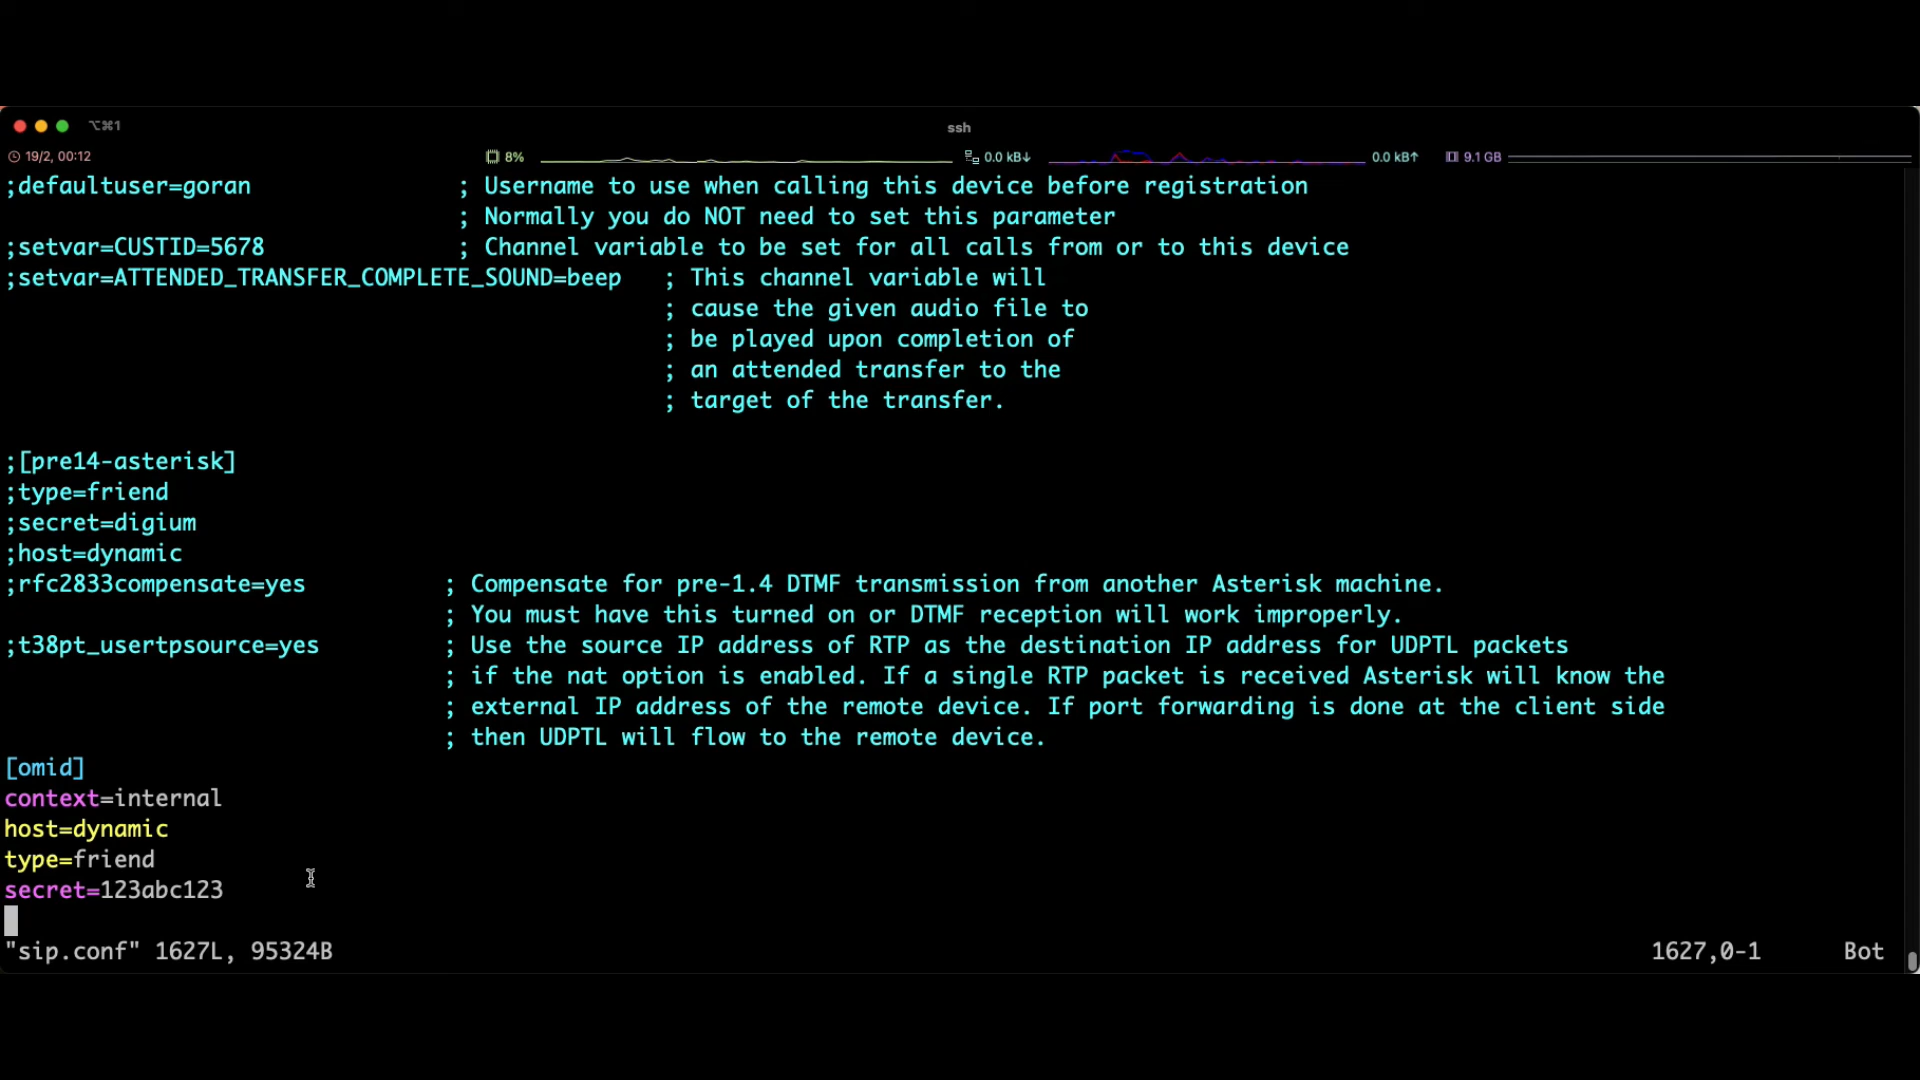 ⌥⌘1
ssh
19/2, 00:12
8%
0.0 kB↓
0.0 kB↑
9.1 GB
;defaultuser=goran ; Username to use when calling this device before registration
; Normally you do NOT need to set this parameter
;setvar=CUSTID=5678 ; Channel variable to be set for all calls from or to this device
;setvar=ATTENDED_TRANSFER_COMPLETE_SOUND=beep ; This channel variable will
; cause the given audio file to
; be played upon completion of
; an attended transfer to the
; target of the transfer.
;[pre14-asterisk]
;type=friend
;secret=digium
;host=dynamic
;rfc2833compensate=yes ; Compensate for pre-1.4 DTMF transmission from another Asterisk machine.
; You must have this turned on or DTMF reception will work improperly.
;t38pt_usertpsource=yes ; Use the source IP address of RTP as the destination IP address for UDPTL packets
; if the nat option is enabled. If a single RTP packet is received Asterisk will know the
; external IP address of the remote device. If port forwarding is done at the client side
; then UDPTL will flow to the remote device.
[omid]
context=internal
host=dynamic
type=friend
secret=123abc123
"sip.conf" 1627L, 95324B 1627,0-1 Bot